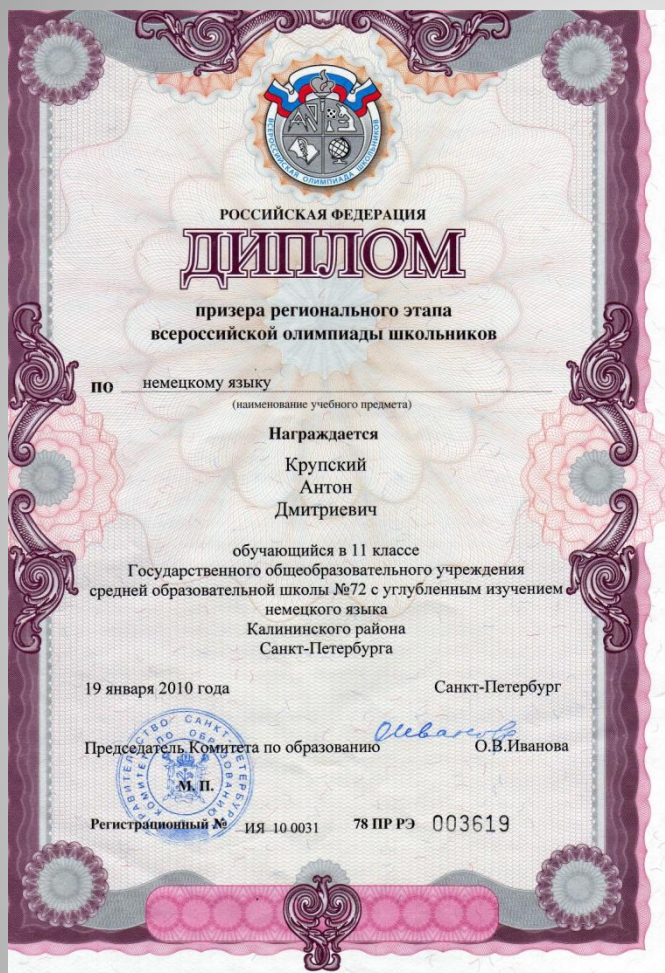 ВСЕРОССИЙСКАЯ ОЛИМПИАДА ШКОЛЬНИКОВ
РОССИЙСКАЯ ФЕДЕРАЦИЯ
ДИПЛОМ
призера регионального этапа
всероссийской олимпиады школьников
по немецкому языку
(наименование учебного предмета)
Награждается
Крупский
Антон
Дмитриевич
обучающийся в 11 классе
Государственного общеобразовательного учреждения
средней образовательной школы №72 с углубленным изучением
немецкого языка
Калининского района
Санкт-Петербурга
19 января 2010 года Санкт-Петербург
Председатель Комитета по образованию О.В.Иванова
М. П.
Регистрационный № ИЯ 10 0031 78 ПР РЭ 003619